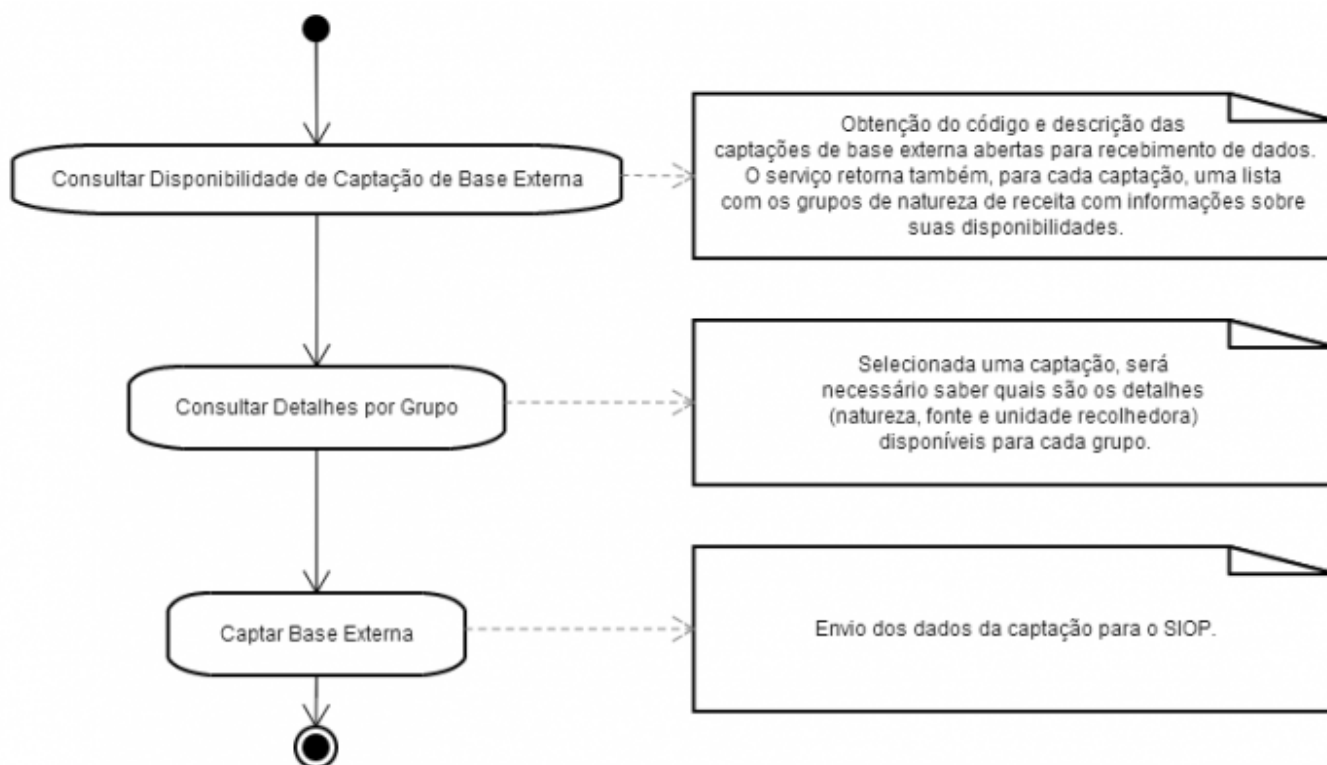 Consultar Disponibilidade de Captação de Base Externa
Obtenção do código e descrição das
captações de base externa abertas para recebimento de dados.
O serviço retorna também, para cada captação, uma lista
com os grupos de natureza de receita com informações sobre
suas disponibilidades.
Consultar Detalhes por Grupo
Selecionada uma captação, será
necessário saber quais são os detalhes
(natureza, fonte e unidade recolhedora)
disponíveis para cada grupo.
Captar Base Externa
Envio dos dados da captação para o SIOP.